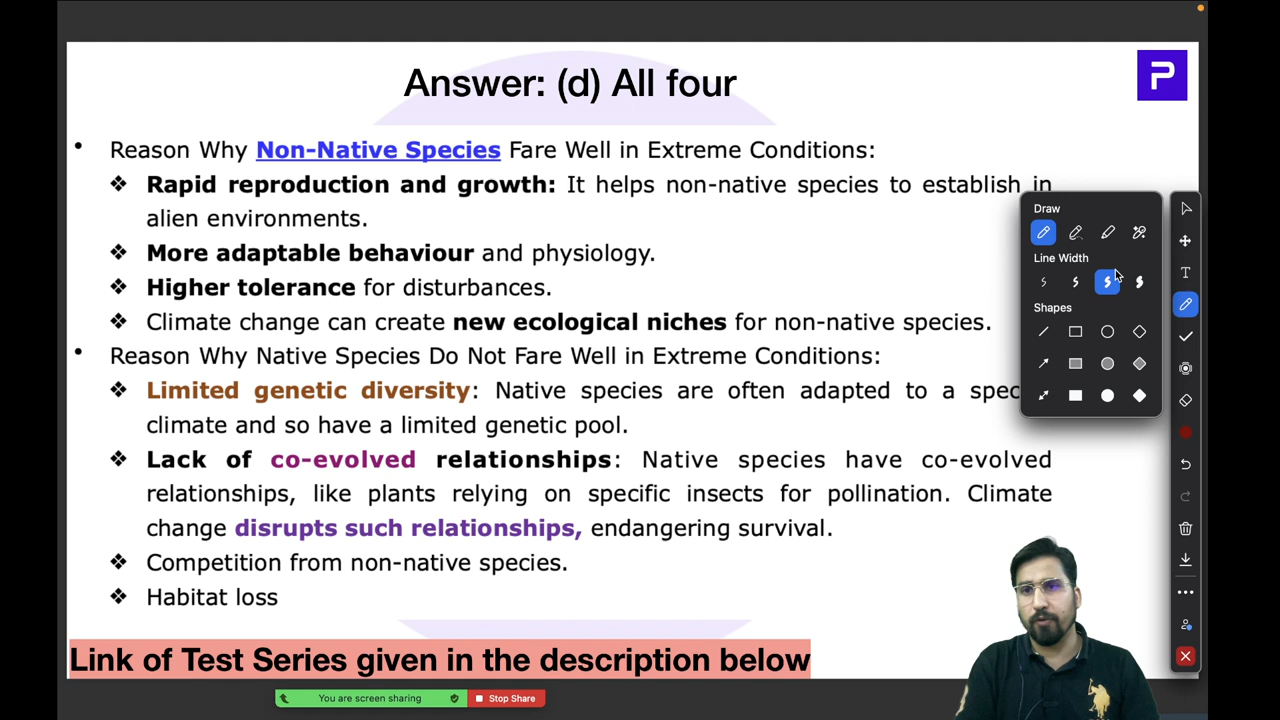 Answer: (d) All four
P
• Reason Why Non-Native Species Fare Well in Extreme Conditions:
❖ Rapid reproduction and growth: It helps non-native species to establish in
alien environments.
❖ More adaptable behaviour and physiology.
❖ Higher tolerance for disturbances.
❖ Climate change can create new ecological niches for non-native species.
• Reason Why Native Species Do Not Fare Well in Extreme Conditions:
❖ Limited genetic diversity: Native species are often adapted to a
climate and so have a limited genetic pool.
❖ Lack of co-evolved relationships: Native species have co-evolved
relationships, like plants relying on specific insects for pollination. Climate
change disrupts such relationships, endangering survival.
❖ Competition from non-native species.
❖ Habitat loss
Draw
Line Width
Shapes
T
Link of Test Series given in the description below
You are screen sharing
Stop Share